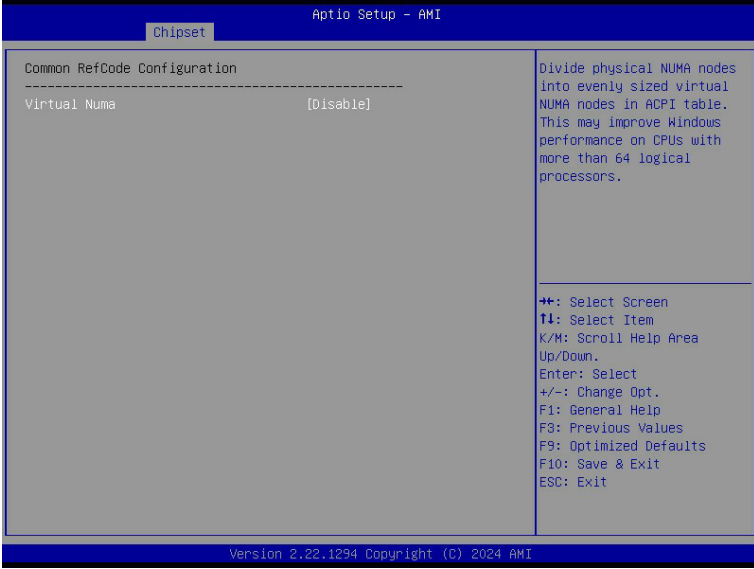 Aptio Setup - AMI
Chipset
Common RefCode Configuration
--------------------------------------------------
Virtual Numa [Disable]
Divide physical NUMA nodes
into evenly sized virtual
NUMA nodes in ACPI table.
This may improve Windows
performance on CPUs with
more than 64 logical
processors.
→←: Select Screen
↑↓: Select Item
K/M: Scroll Help Area
Up/Down.
Enter: Select
+/-: Change Opt.
F1: General Help
F3: Previous Values
F9: Optimized Defaults
F10: Save & Exit
ESC: Exit
Version 2.22.1294 Copyright (C) 2024 AMI